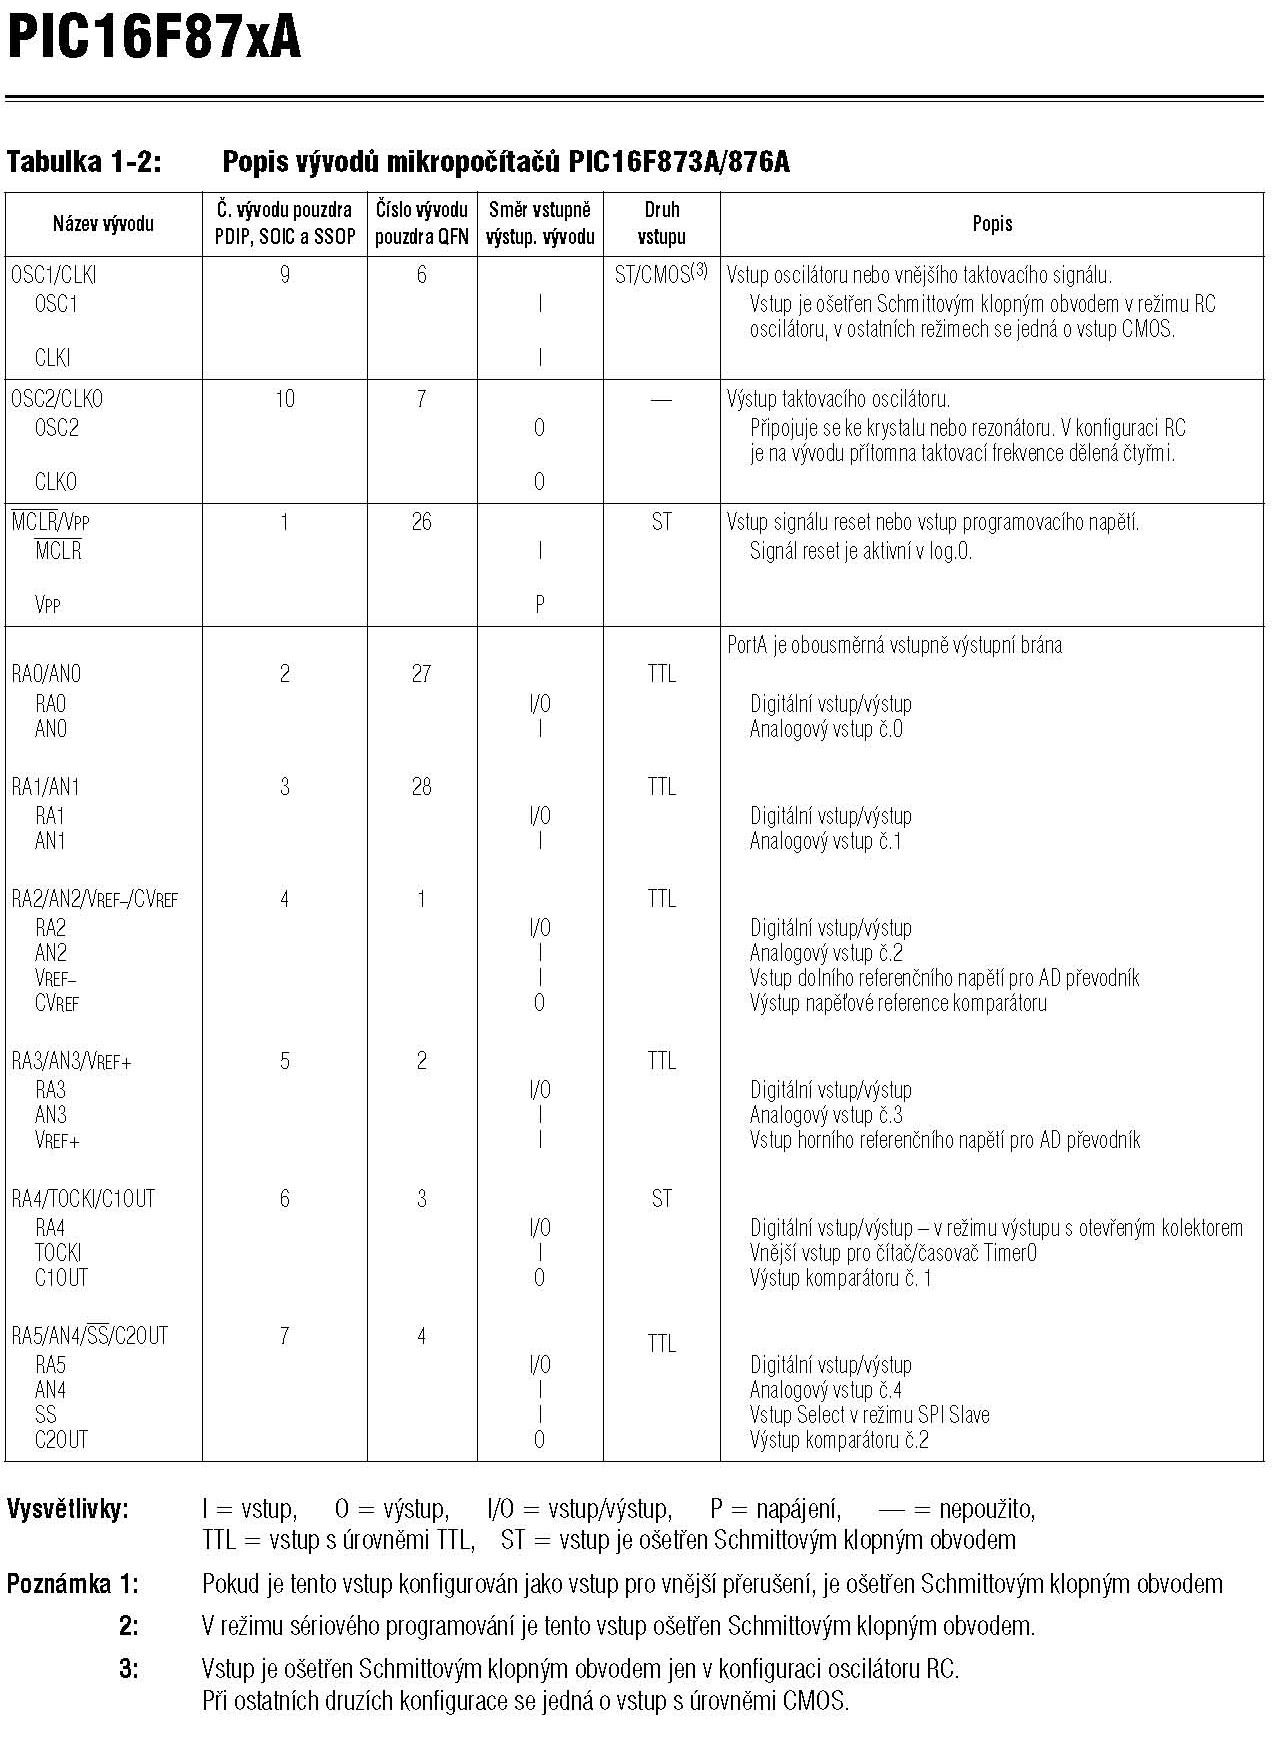 PIC16F87xA
Tabulka 1-2: Popis vývodů mikropočítačů PIC16F873A/876A
Název vývodu | Č. vývodu pouzdra PDIP, SOIC a SSOP | Číslo vývodu pouzdra QFN | Směr vstupně výstup. vývodu | Druh vstupu | Popis
OSC1/CLKI 9 6 ST/CMOS(3) Vstup oscilátoru nebo vnějšího taktovacího signálu.
OSC1 I Vstup je ošetřen Schmittovým klopným obvodem v režimu RC
oscilátoru, v ostatních režimech se jedná o vstup CMOS.
CLKI I
OSC2/CLKO 10 7 — Výstup taktovacího oscilátoru.
OSC2 O Připojuje se ke krystalu nebo rezonátoru. V konfiguraci RC
je na vývodu přítomna taktovací frekvence dělená čtyřmi.
CLKO O
MCLR/VPP 1 26 ST Vstup signálu reset nebo vstup programovacího napětí.
MCLR I Signál reset je aktivní v log.0.
VPP P
PortA je obousměrná vstupně výstupní brána
RA0/AN0 2 27 TTL
RA0 I/O Digitální vstup/výstup
AN0 I Analogový vstup č.0
RA1/AN1 3 28 TTL
RA1 I/O Digitální vstup/výstup
AN1 I Analogový vstup č.1
RA2/AN2/VREF–/CVREF 4 1 TTL
RA2 I/O Digitální vstup/výstup
AN2 I Analogový vstup č.2
VREF– I Vstup dolního referenčního napětí pro AD převodník
CVREF O Výstup napěťové reference komparátoru
RA3/AN3/VREF+ 5 2 TTL
RA3 I/O Digitální vstup/výstup
AN3 I Analogový vstup č.3
VREF+ I Vstup horního referenčního napětí pro AD převodník
RA4/TOCKI/C1OUT 6 3 ST
RA4 I/O Digitální vstup/výstup – v režimu výstupu s otevřeným kolektorem
TOCKI I Vnější vstup pro čítač/časovač Timer0
C1OUT O Výstup komparátoru č. 1
RA5/AN4/SS/C2OUT 7 4 TTL
RA5 I/O Digitální vstup/výstup
AN4 I Analogový vstup č.4
SS I Vstup Select v režimu SPI Slave
C2OUT O Výstup komparátoru č.2
Vysvětlivky: I = vstup, O = výstup, I/O = vstup/výstup, P = napájení, — = nepoužito,
TTL = vstup s úrovněmi TTL, ST = vstup je ošetřen Schmittovým klopným obvodem
Poznámka 1: Pokud je tento vstup konfigurován jako vstup pro vnější přerušení, je ošetřen Schmittovým klopným obvodem
2: V režimu sériového programování je tento vstup ošetřen Schmittovým klopným obvodem.
3: Vstup je ošetřen Schmittovým klopným obvodem jen v konfiguraci oscilátoru RC.
Při ostatních druzích konfigurace se jedná o vstup s úrovněmi CMOS.